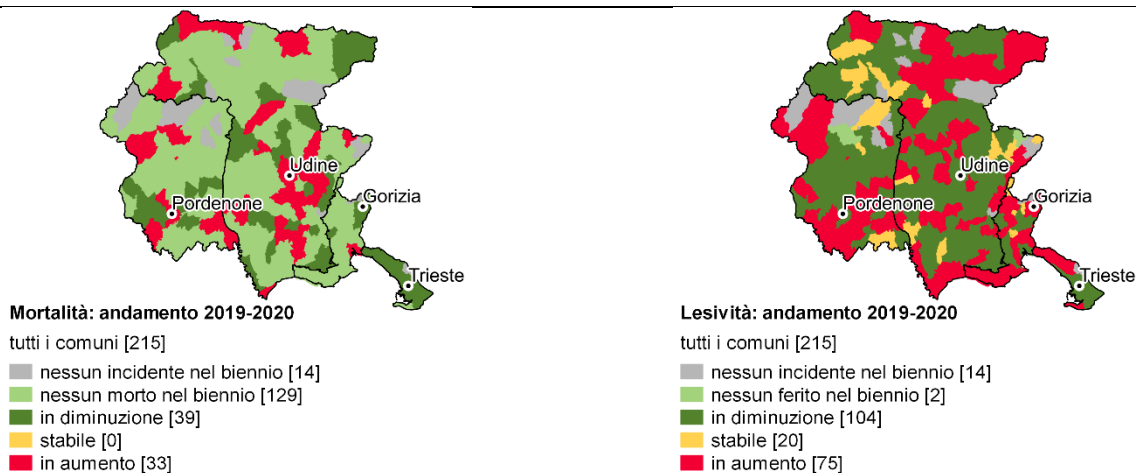 Udine
Pordenone
Gorizia
Trieste
Mortalità: andamento 2019-2020
tutti i comuni [215]
nessun incidente nel biennio [14]
nessun morto nel biennio [129]
in diminuzione [39]
stabile [0]
in aumento [33]
Udine
Pordenone
Gorizia
Trieste
Lesività: andamento 2019-2020
tutti i comuni [215]
nessun incidente nel biennio [14]
nessun ferito nel biennio [2]
in diminuzione [104]
stabile [20]
in aumento [75]